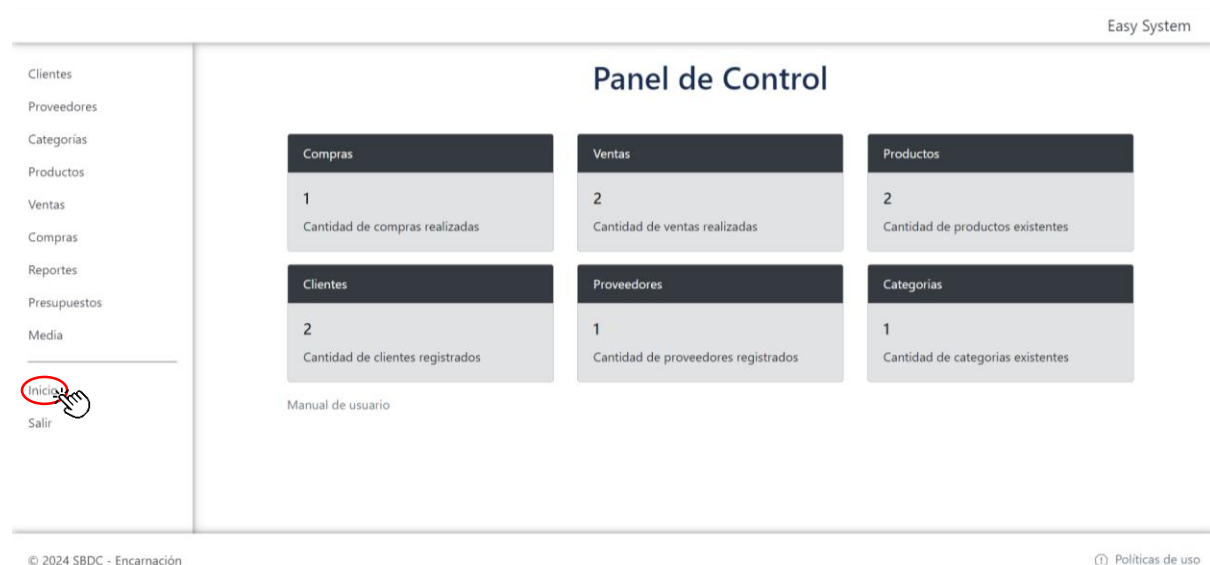 Easy System
Clientes
Proveedores
Categorías
Productos
Ventas
Compras
Reportes
Presupuestos
Media
Inicio
Salir
Panel de Control
Compras
1
Cantidad de compras realizadas
Ventas
2
Cantidad de ventas realizadas
Productos
2
Cantidad de productos existentes
Clientes
2
Cantidad de clientes registrados
Proveedores
1
Cantidad de proveedores registrados
Categorias
1
Cantidad de categorias existentes
Manual de usuario
© 2024 SBDC - Encarnación
Políticas de uso